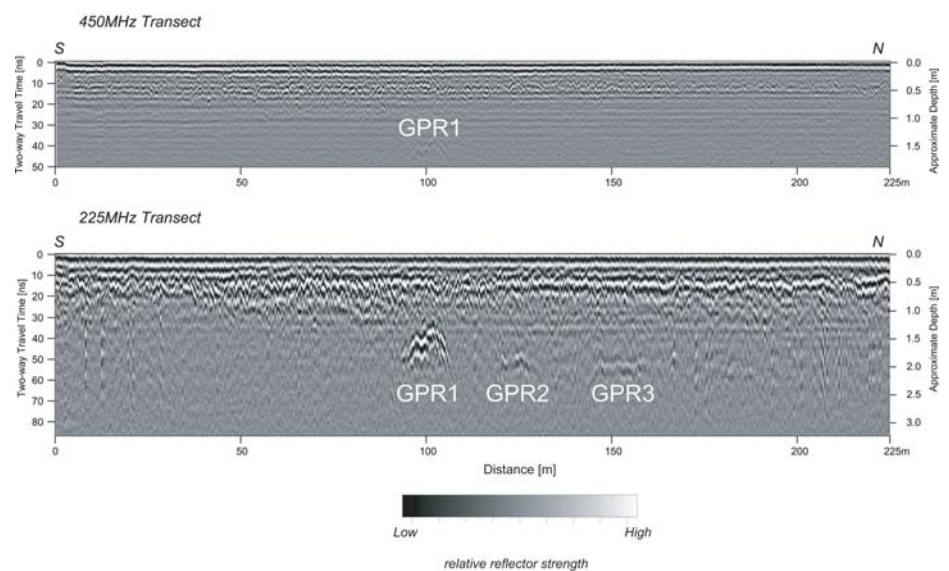 450MHz Transect
S N
Two-way Travel Time [ns]
0
10
20
30
40
50
GPR1
0.0
0.5
1.0
1.5
Approximate Depth [m]
0 50 100 150 200 225m
225MHz Transect
S N
Two-way Travel Time [ns]
0
10
20
30
40
50
60
70
80
GPR1 GPR2 GPR3
0.0
0.5
1.0
1.5
2.0
2.5
3.0
Approximate Depth [m]
0 50 100 150 200 225m
Distance [m]
Low High
relative reflector strength